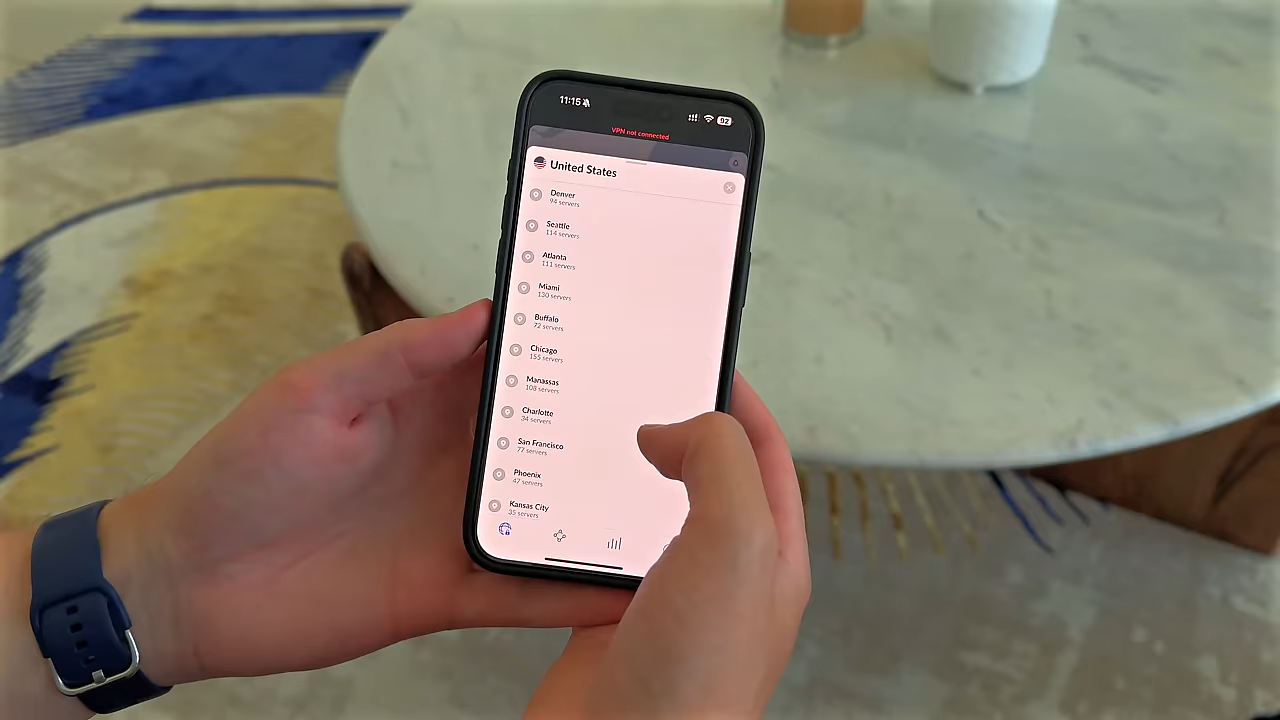 11:15
92
VPN not connected
United States
Denver
94 servers
Seattle
114 servers
Atlanta
111 servers
Miami
130 servers
Buffalo
72 servers
Chicago
155 servers
Manassas
108 servers
Charlotte
34 servers
San Francisco
77 servers
Phoenix
47 servers
Kansas City
35 servers